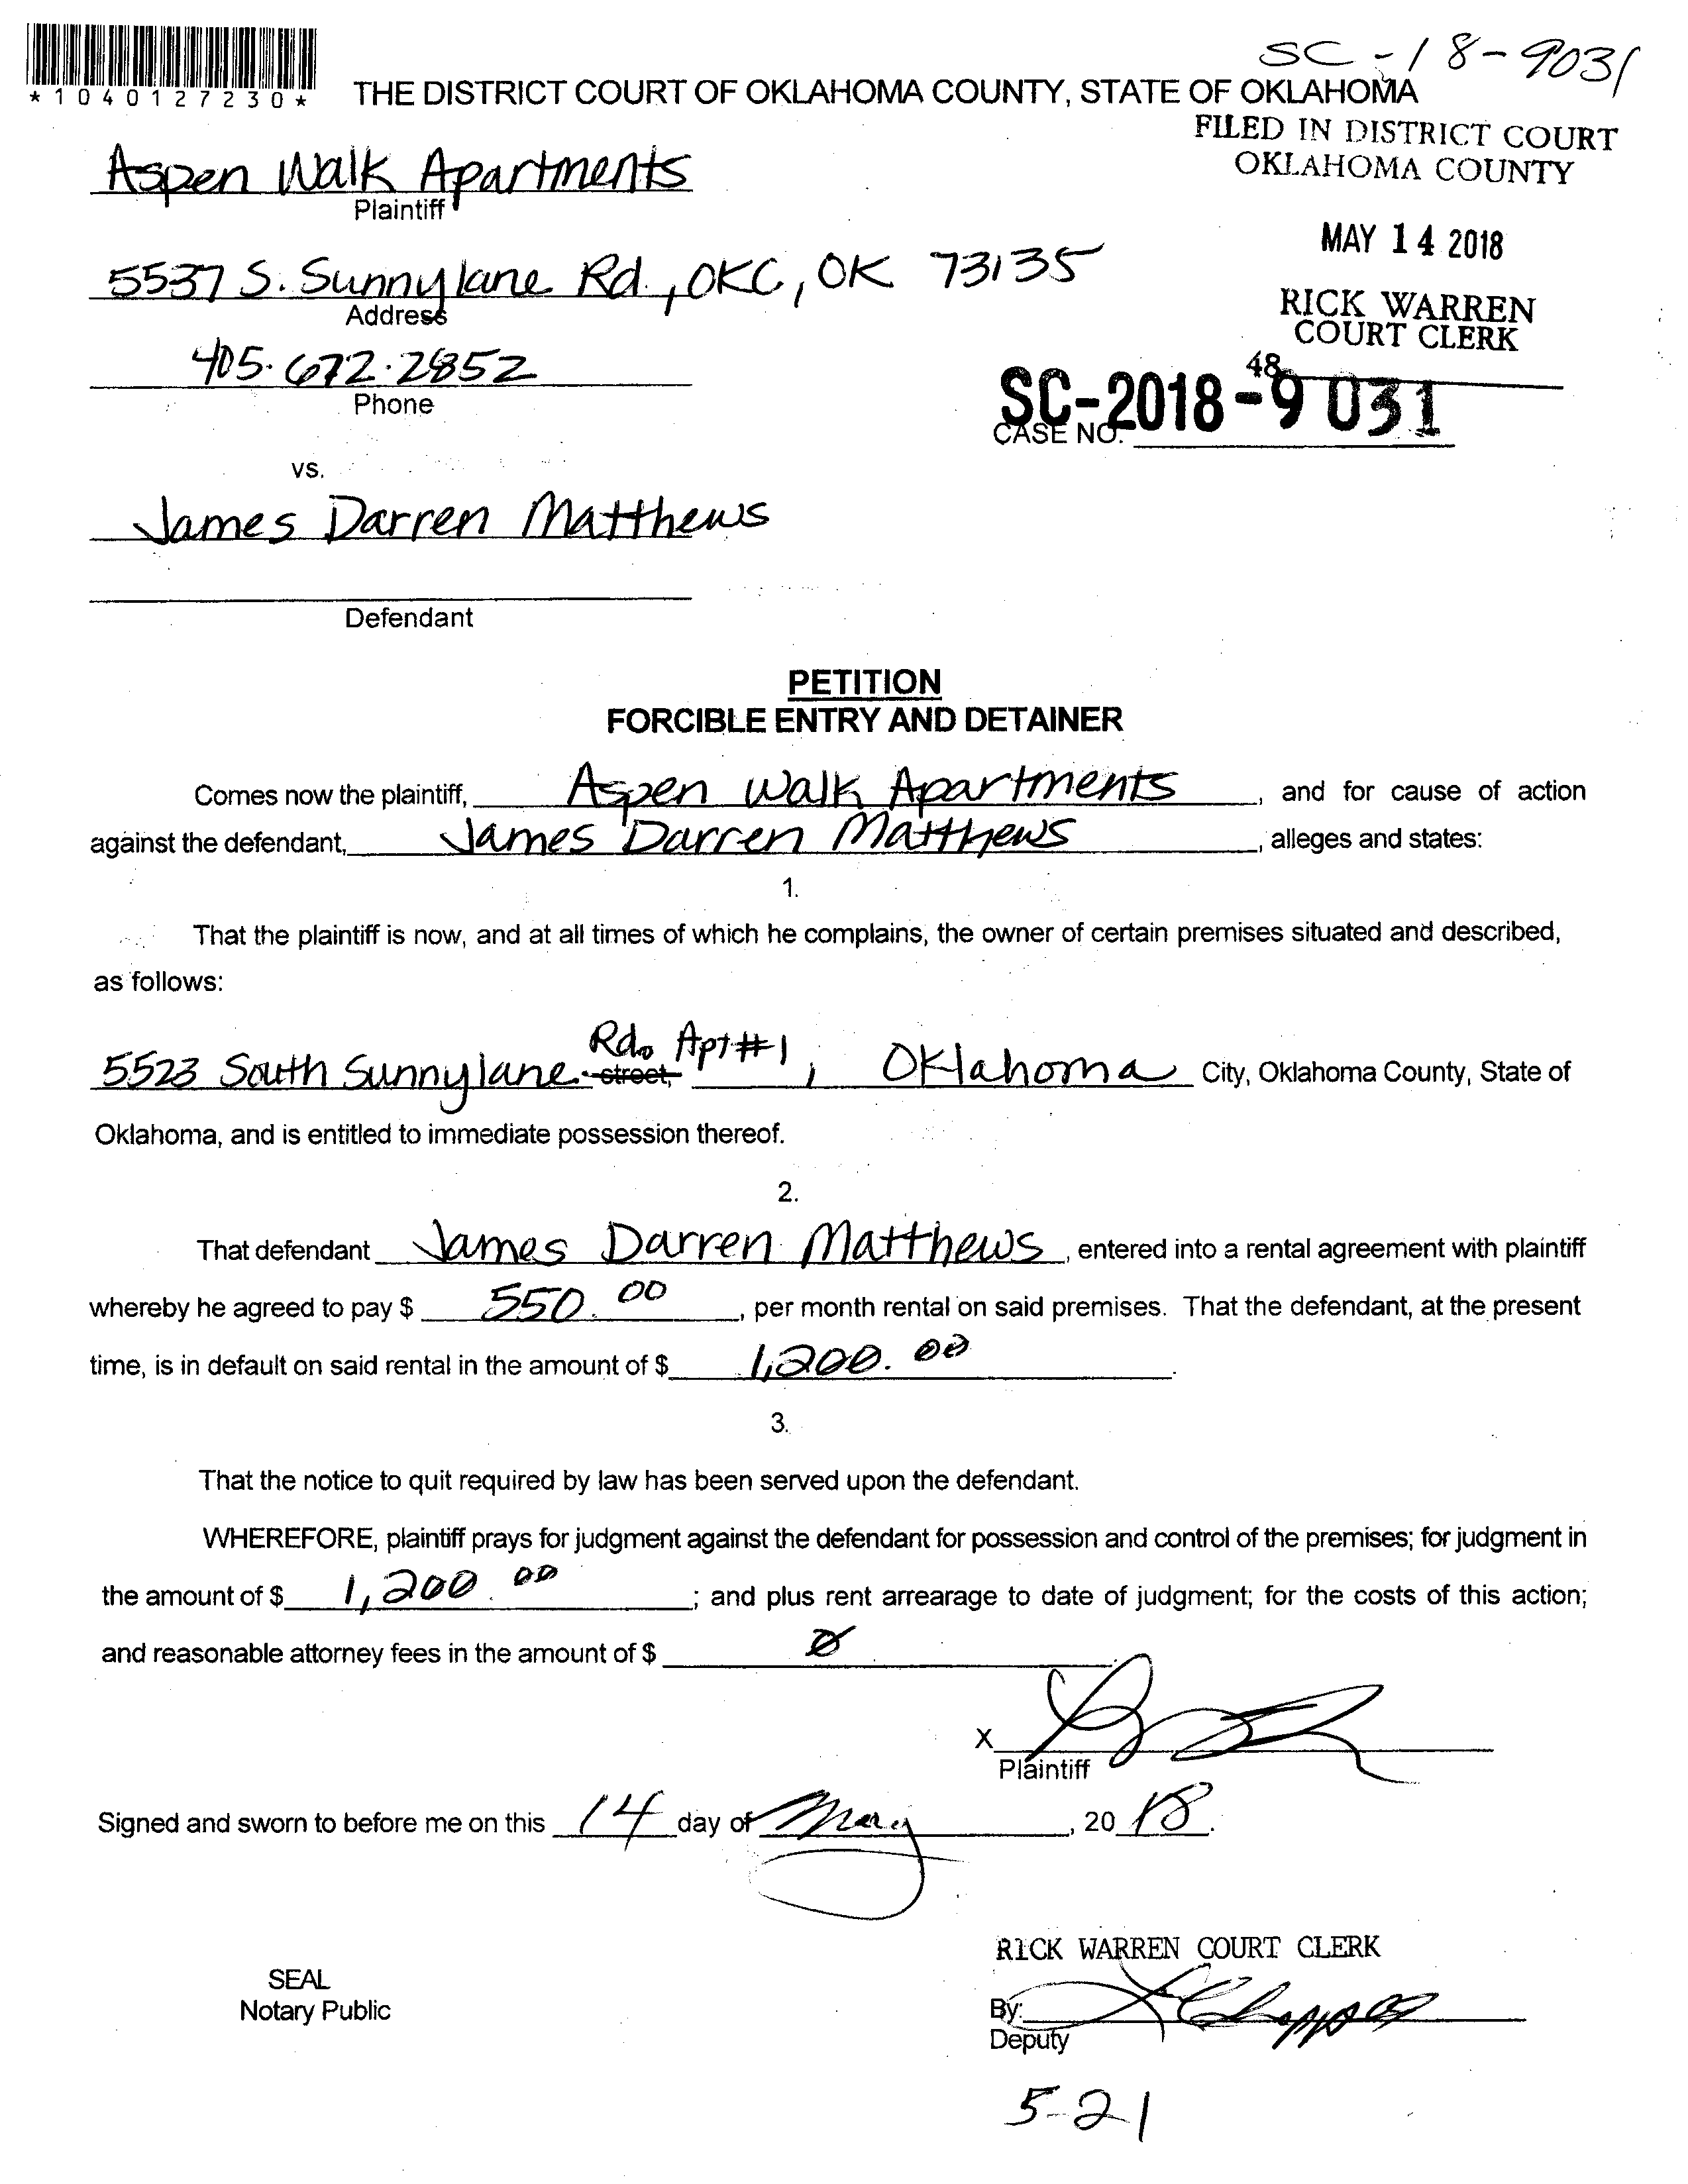 SC-18-9031
*1040127230*
THE DISTRICT COURT OF OKLAHOMA COUNTY, STATE OF OKLAHOMA
FILED IN DISTRICT COURT
OKLAHOMA COUNTY
Aspen Walk Apartments
Plaintiff
MAY 14 2018
5537 S. Sunnylane Rd., OKC, OK 73135
Address
RICK WARREN
COURT CLERK
405.672.2852
48
Phone
SC-2018-9031
CASE NO.
vs.
James Darren Matthews
Defendant
PETITION
FORCIBLE ENTRY AND DETAINER
Comes now the plaintiff, Aspen Walk Apartments, and for cause of action
against the defendant, James Darren Matthews, alleges and states:
1.
That the plaintiff is now, and at all times of which he complains, the owner of certain premises situated and described,
as follows:
5523 South Sunnylane street, Rd. Apt #1, Oklahoma City, Oklahoma County, State of
Oklahoma, and is entitled to immediate possession thereof.
2.
That defendant James Darren Matthews, entered into a rental agreement with plaintiff
whereby he agreed to pay $ 550.00, per month rental on said premises. That the defendant, at the present
time, is in default on said rental in the amount of $ 1,200.00.
3.
That the notice to quit required by law has been served upon the defendant.
WHEREFORE, plaintiff prays for judgment against the defendant for possession and control of the premises; for judgment in
the amount of $ 1,200.00; and plus rent arrearage to date of judgment; for the costs of this action;
and reasonable attorney fees in the amount of $ Ø.
X
Plaintiff
Signed and sworn to before me on this 14 day of May, 20 18.
RICK WARREN COURT CLERK
SEAL
Notary Public
By:
Deputy
5-21